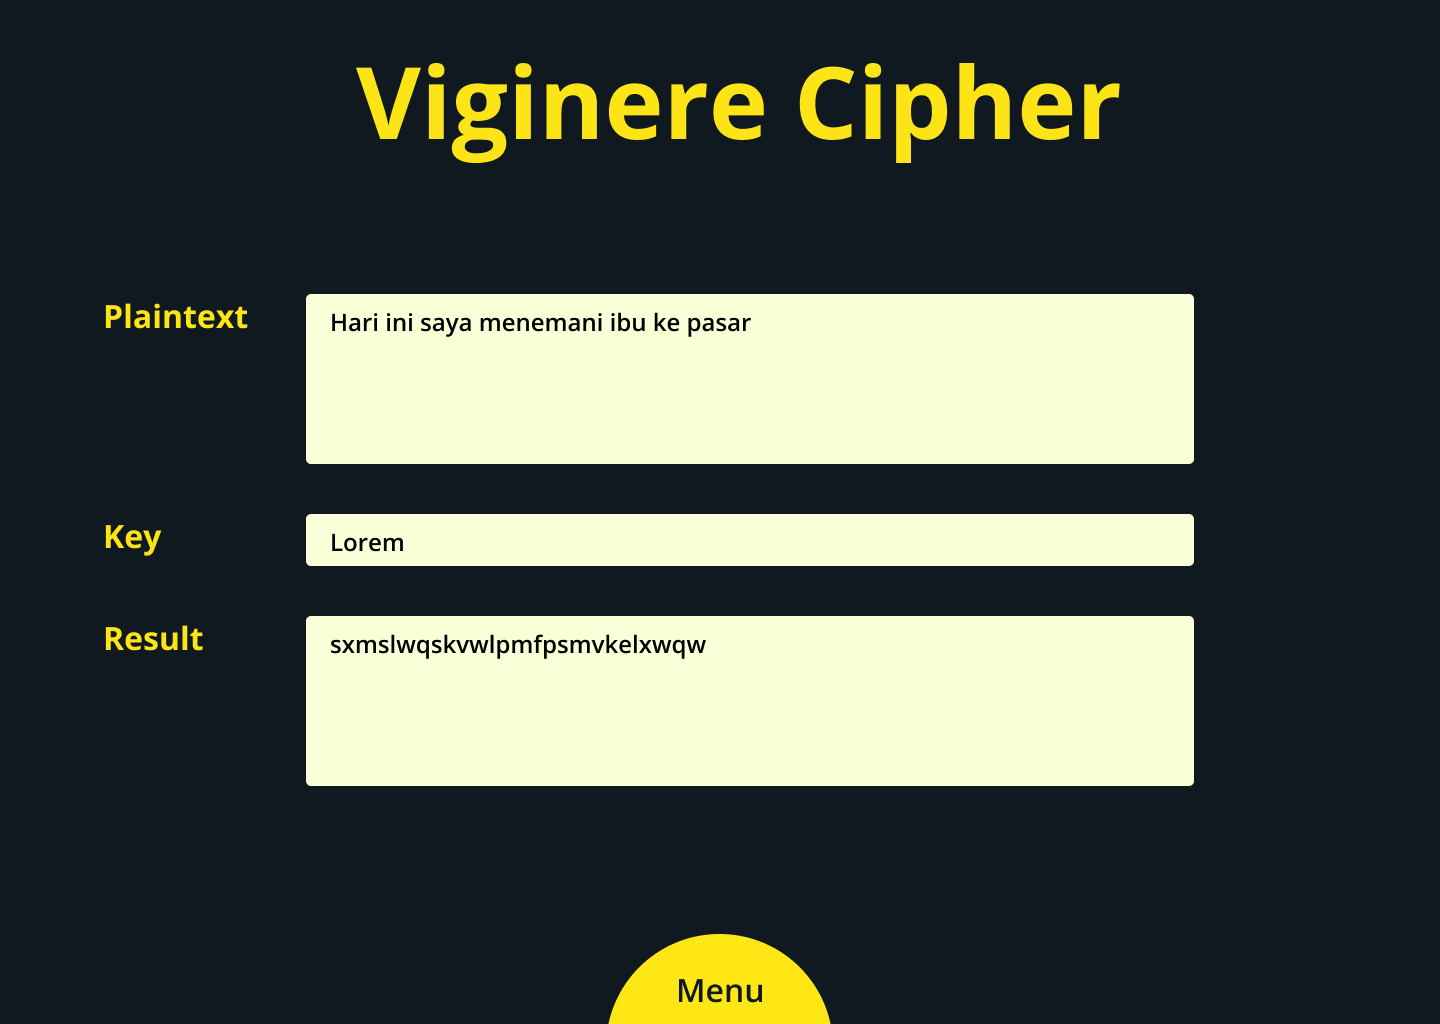 Viginere Cipher
Plaintext
Hari ini saya menemani ibu ke pasar
Key
Lorem
Result
sxmslwqskvwlpmfpsmvkelxwqw
Menu